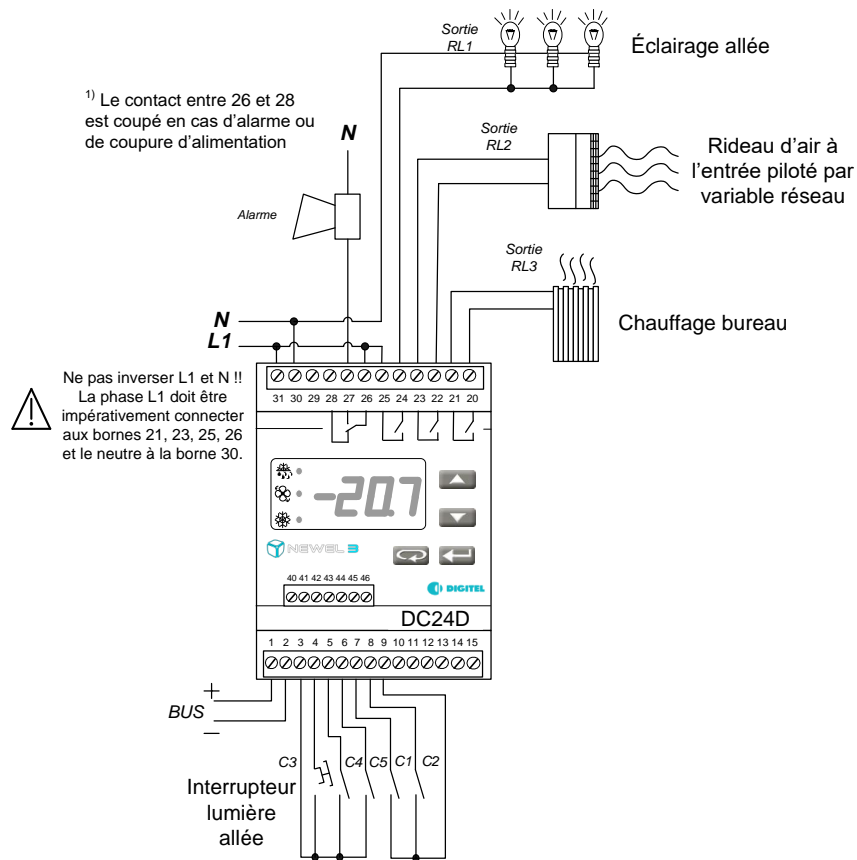 Sortie
RL1
Éclairage allée
1) Le contact entre 26 et 28
est coupé en cas d'alarme ou
de coupure d'alimentation
N
Sortie
RL2
Rideau d'air à
l'entrée piloté par
variable réseau
Alarme
Sortie
RL3
Chauffage bureau
N
L1
Ne pas inverser L1 et N !!
La phase L1 doit être
impérativement connecter
aux bornes 21, 23, 25, 26
et le neutre à la borne 30.
31 30 29 28 27 26 25 24 23 22 21 20
-20.7
NEWEL 3
DIGITEL
40 41 42 43 44 45 46
DC24D
1 2 3 4 5 6 7 8 9 10 11 12 13 14 15
+
BUS
–
C3 C4 C5 C1 C2
Interrupteur
lumière
allée